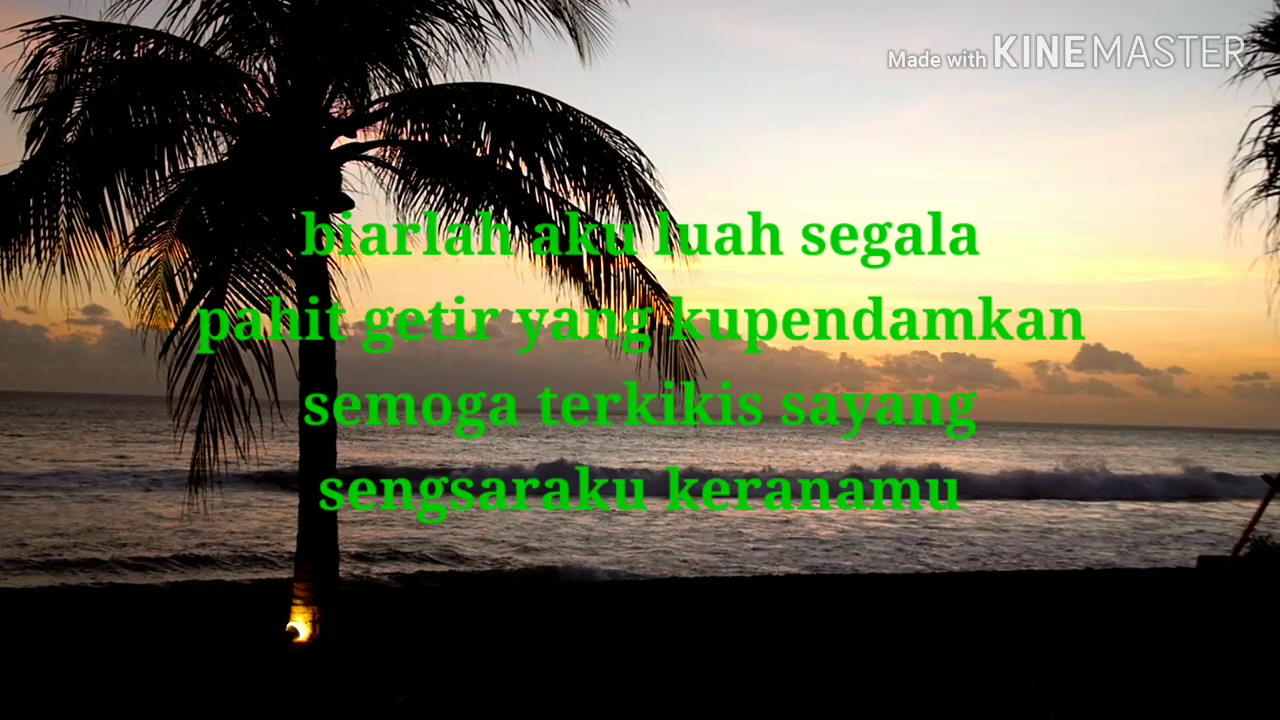 Made with KINEMASTER
biarlah aku luah segala
pahit getir yang kupendamkan
semoga terkikis sayang
sengsaraku keranamu